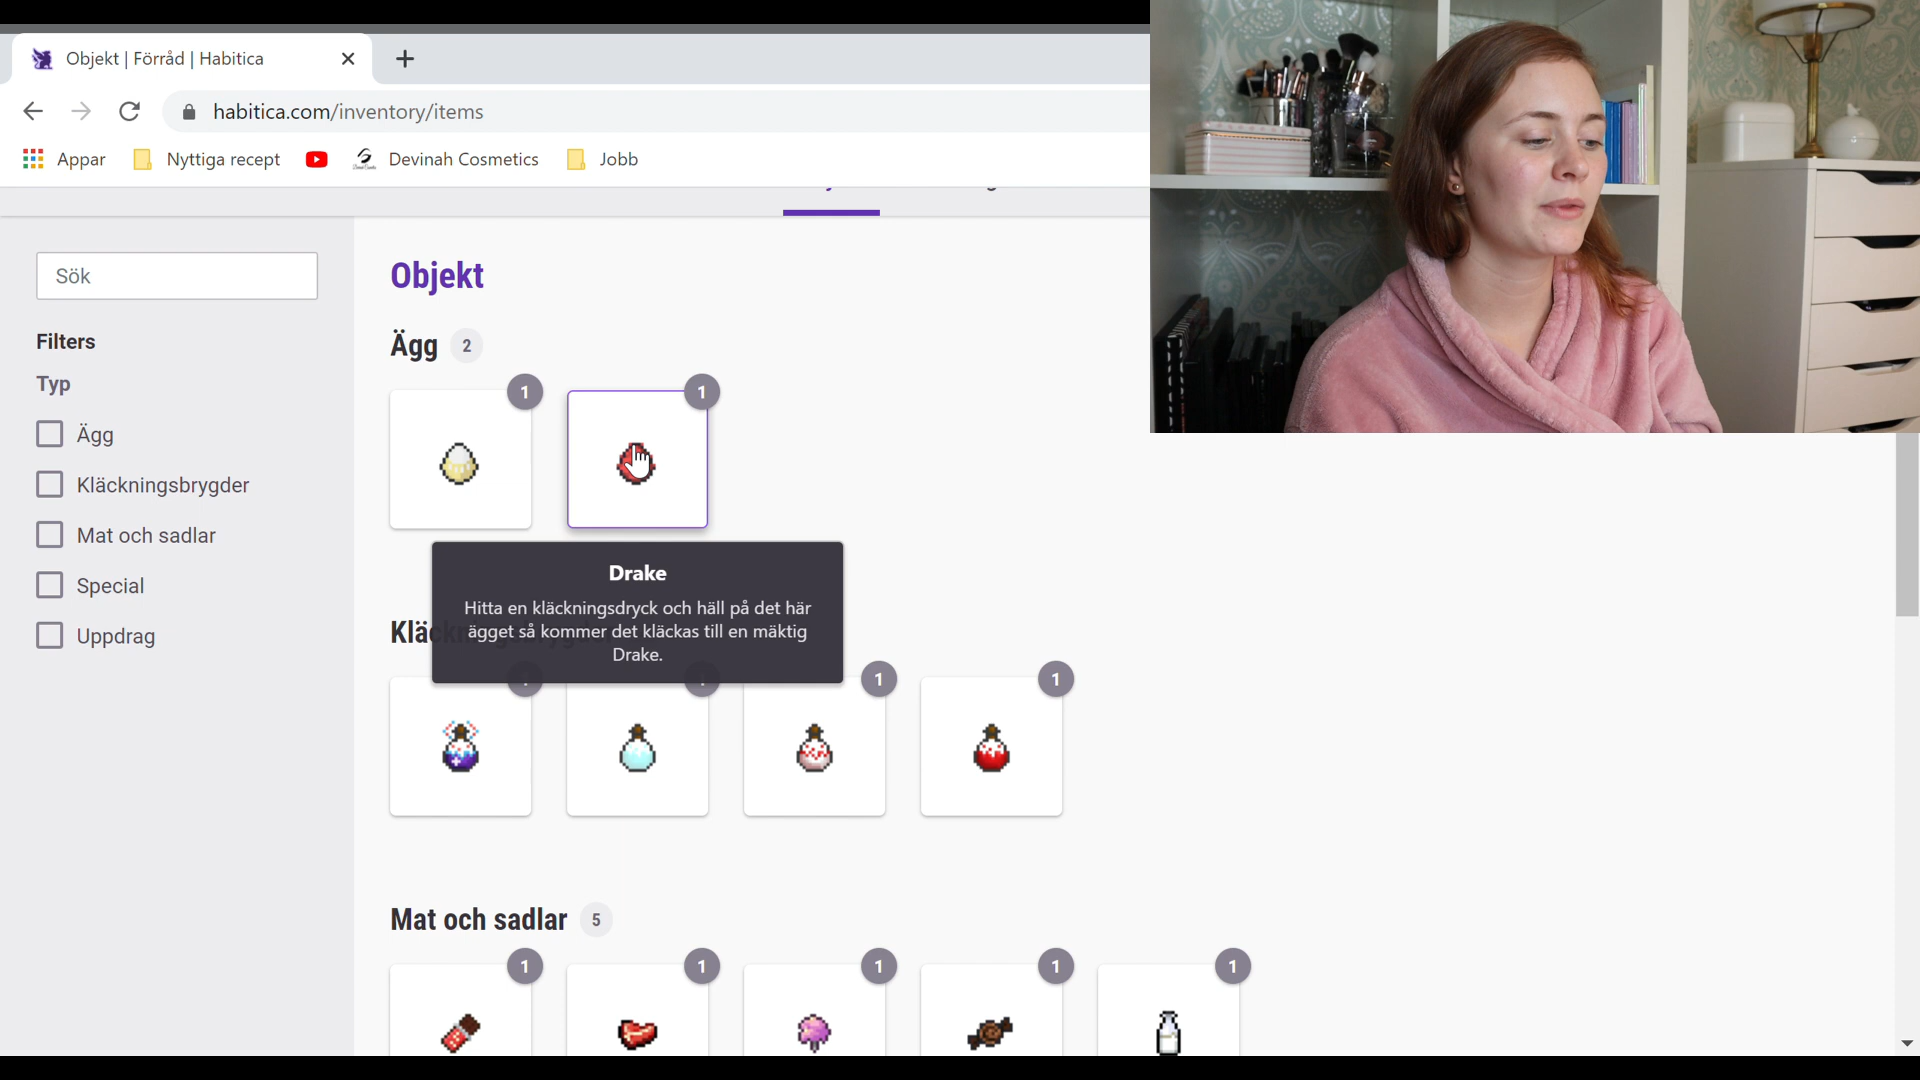 Objekt | Förråd | Habitica
habitica.com/inventory/items
Appar
Nyttiga recept
Devinah Cosmetics
Jobb
Sök
Filters
Typ
Ägg
Kläckningsbrygder
Mat och sadlar
Special
Uppdrag
Objekt
Ägg 2
1
1
Drake
Hitta en kläckningsdryck och häll på det här
ägget så kommer det kläckas till en mäktig
Drake.
1
1
Mat och sadlar 5
1
1
1
1
1